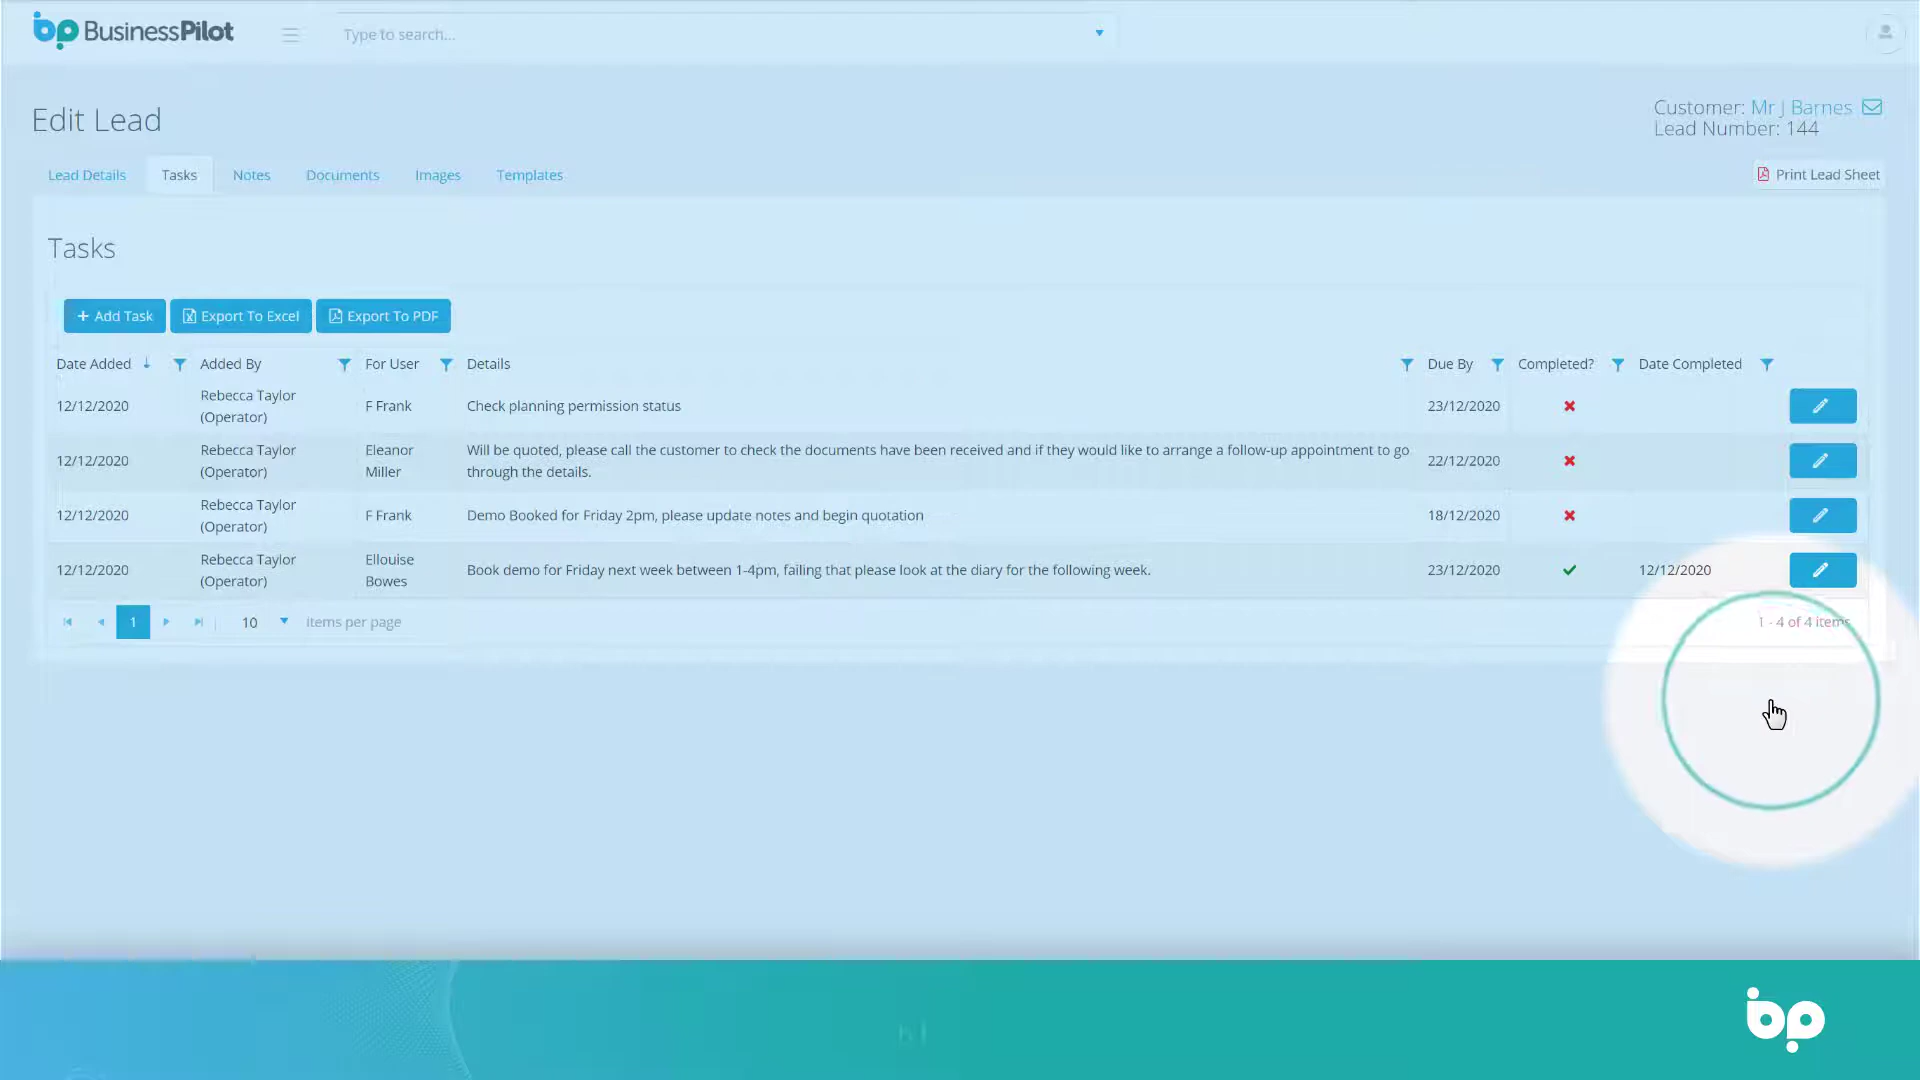 bp BusinessPilot
Type to search...
Edit Lead
Customer: Mr J Barnes
Lead Number: 144
Lead Details Tasks Notes Documents Images Templates
Print Lead Sheet
Tasks
+ Add Task Export To Excel Export To PDF
Date Added Added By For User Details Due By Completed? Date Completed
12/12/2020 Rebecca Taylor (Operator) F Frank Check planning permission status 23/12/2020
12/12/2020 Rebecca Taylor (Operator) Eleanor Miller Will be quoted, please call the customer to check the documents have been received and if they would like to arrange a follow-up appointment to go
through the details. 22/12/2020
12/12/2020 Rebecca Taylor (Operator) F Frank Demo Booked for Friday 2pm, please update notes and begin quotation 18/12/2020
12/12/2020 Rebecca Taylor (Operator) Ellouise Bowes Book demo for Friday next week between 1-4pm, failing that please look at the diary for the following week. 23/12/2020 12/12/2020
1 10 items per page 1 - 4 of 4 items
bp